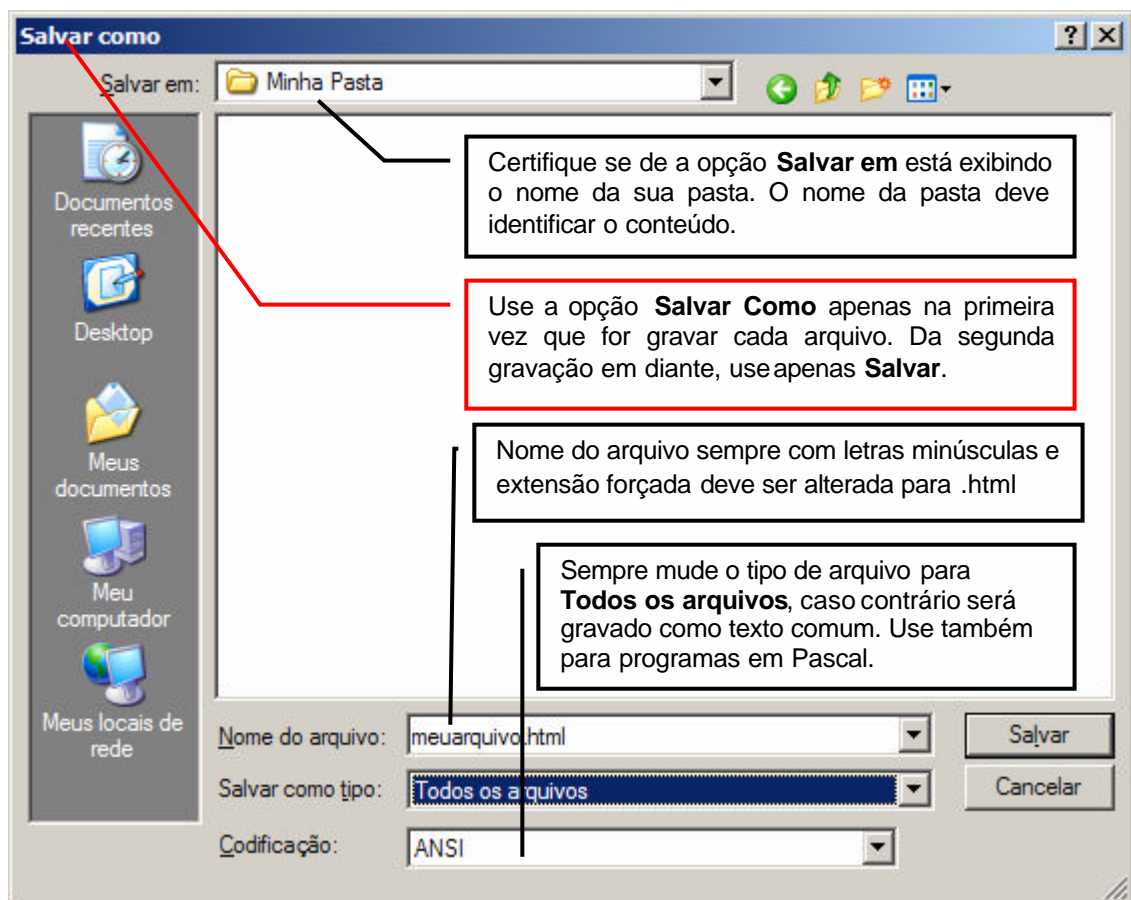 Salvar como
Salvar em: Minha Pasta
Certifique se de a opção Salvar em está exibindo
o nome da sua pasta. O nome da pasta deve
identificar o conteúdo.
Documentos
recentes
Use a opção Salvar Como apenas na primeira
vez que for gravar cada arquivo. Da segunda
gravação em diante, use apenas Salvar.
Desktop
Nome do arquivo sempre com letras minúsculas e
extensão forçada deve ser alterada para .html
Meus
documentos
Sempre mude o tipo de arquivo para
Todos os arquivos, caso contrário será
gravado como texto comum. Use também
para programas em Pascal.
Meu
computador
Meus locais de
rede
Nome do arquivo: meuarquivo.html Salvar
Salvar como tipo: Todos os arquivos Cancelar
Codificação: ANSI